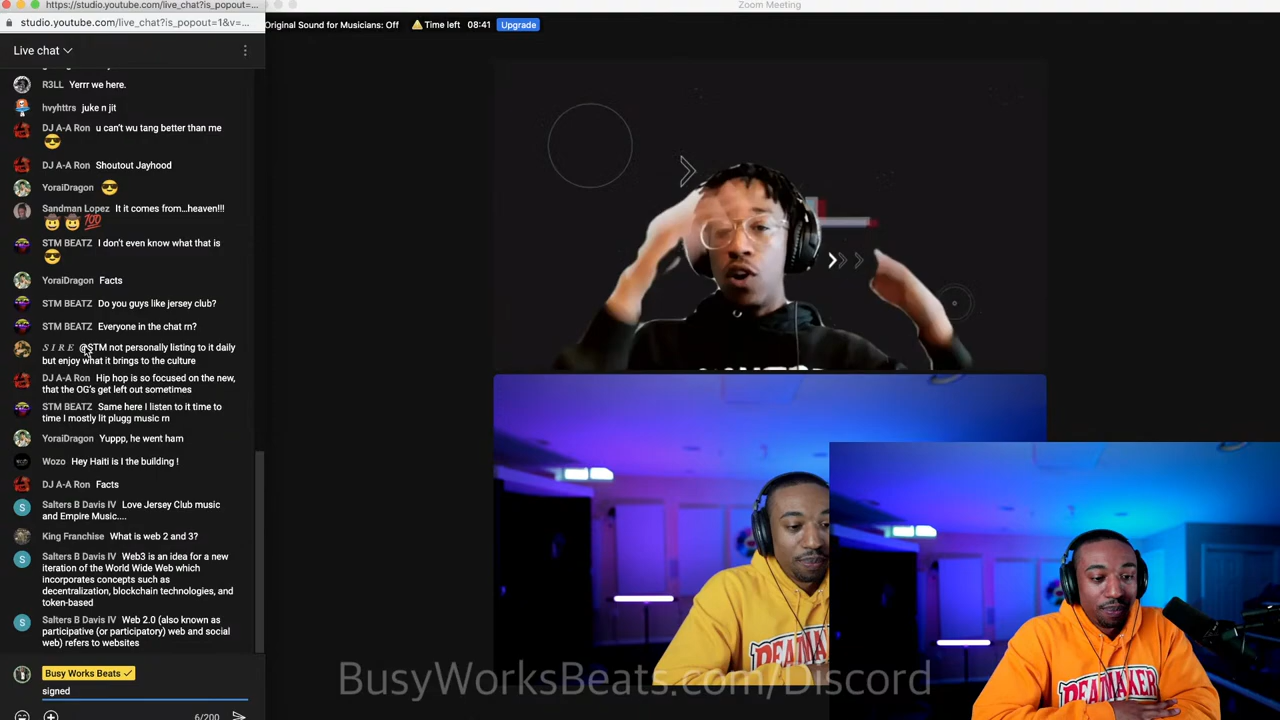 https://studio.youtube.com/live_chat?is_popout=...
Zoom Meeting
studio.youtube.com/live_chat?is_popout=1&v=...
Original Sound for Musicians: Off
Time left 08:41
Upgrade
Live chat
R3LL Yerrr we here.
hvyhttrs juke n jit
DJ A-A Ron u can't wu tang better than me
😎
DJ A-A Ron Shoutout Jayhood
YoraiDragon 😎
Sandman Lopez It it comes from...heaven!!!
🤠 🤠 💯
STM BEATZ I don't even know what that is
😎
YoraiDragon Facts
STM BEATZ Do you guys like jersey club?
STM BEATZ Everyone in the chat rn?
S I R E @STM not personally listing to it daily
but enjoy what it brings to the culture
DJ A-A Ron Hip hop is so focused on the new,
that the OG's get left out sometimes
STM BEATZ Same here I listen to it time to
time I mostly lit plugg music rn
YoraiDragon Yuppp, he went ham
Wozo Hey Haiti is I the building !
DJ A-A Ron Facts
Salters B Davis IV Love Jersey Club music
and Empire Music....
King Franchise What is web 2 and 3?
Salters B Davis IV Web3 is an idea for a new
iteration of the World Wide Web which
incorporates concepts such as
decentralization, blockchain technologies, and
token-based
Salters B Davis IV Web 2.0 (also known as
participative (or participatory) web and social
web) refers to websites
Busy Works Beats
signed
6/200
BusyWorksBeats.com/Discord